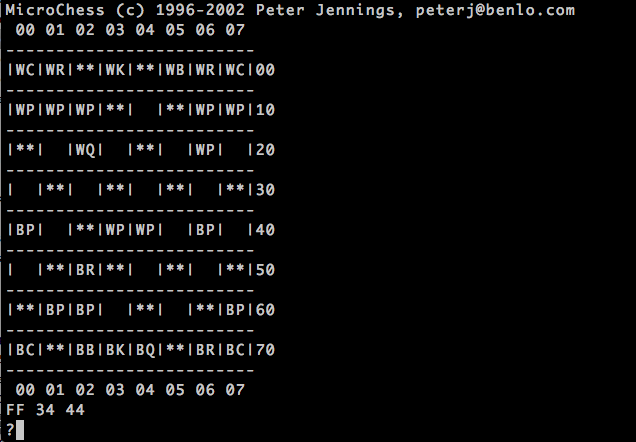 MicroChess (c) 1996-2002 Peter Jennings, peterj@benlo.com
 00 01 02 03 04 05 06 07
-------------------------
|WC|WR|**|WK|**|WB|WR|WC|00
-------------------------
|WP|WP|WP|**|  |**|WP|WP|10
-------------------------
|**|  |WQ|  |**|  |WP|  |20
-------------------------
|  |**|  |**|  |**|  |**|30
-------------------------
|BP|  |**|WP|WP|  |BP|  |40
-------------------------
|  |**|BR|**|  |**|  |**|50
-------------------------
|**|BP|BP|  |**|  |**|BP|60
-------------------------
|BC|**|BB|BK|BQ|**|BR|BC|70
-------------------------
 00 01 02 03 04 05 06 07
FF 34 44
?